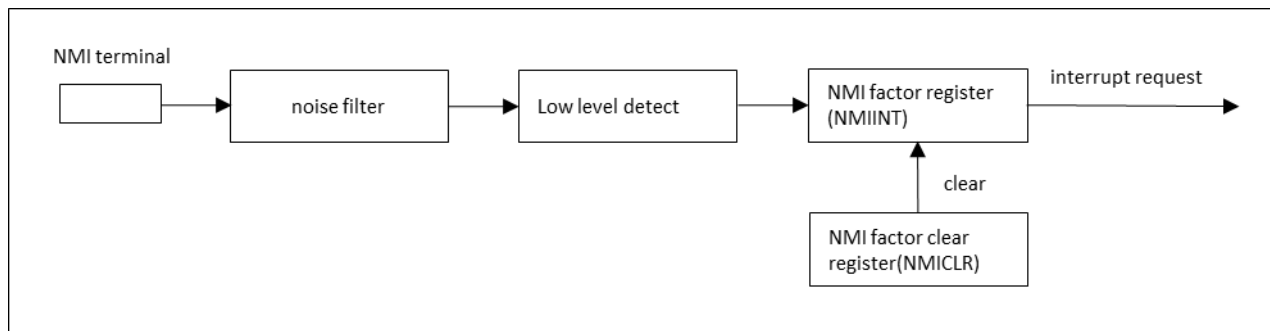 NMI terminal
noise filter
Low level detect
NMI factor register
(NMIINT)
interrupt request
clear
NMI factor clear
register(NMICLR)